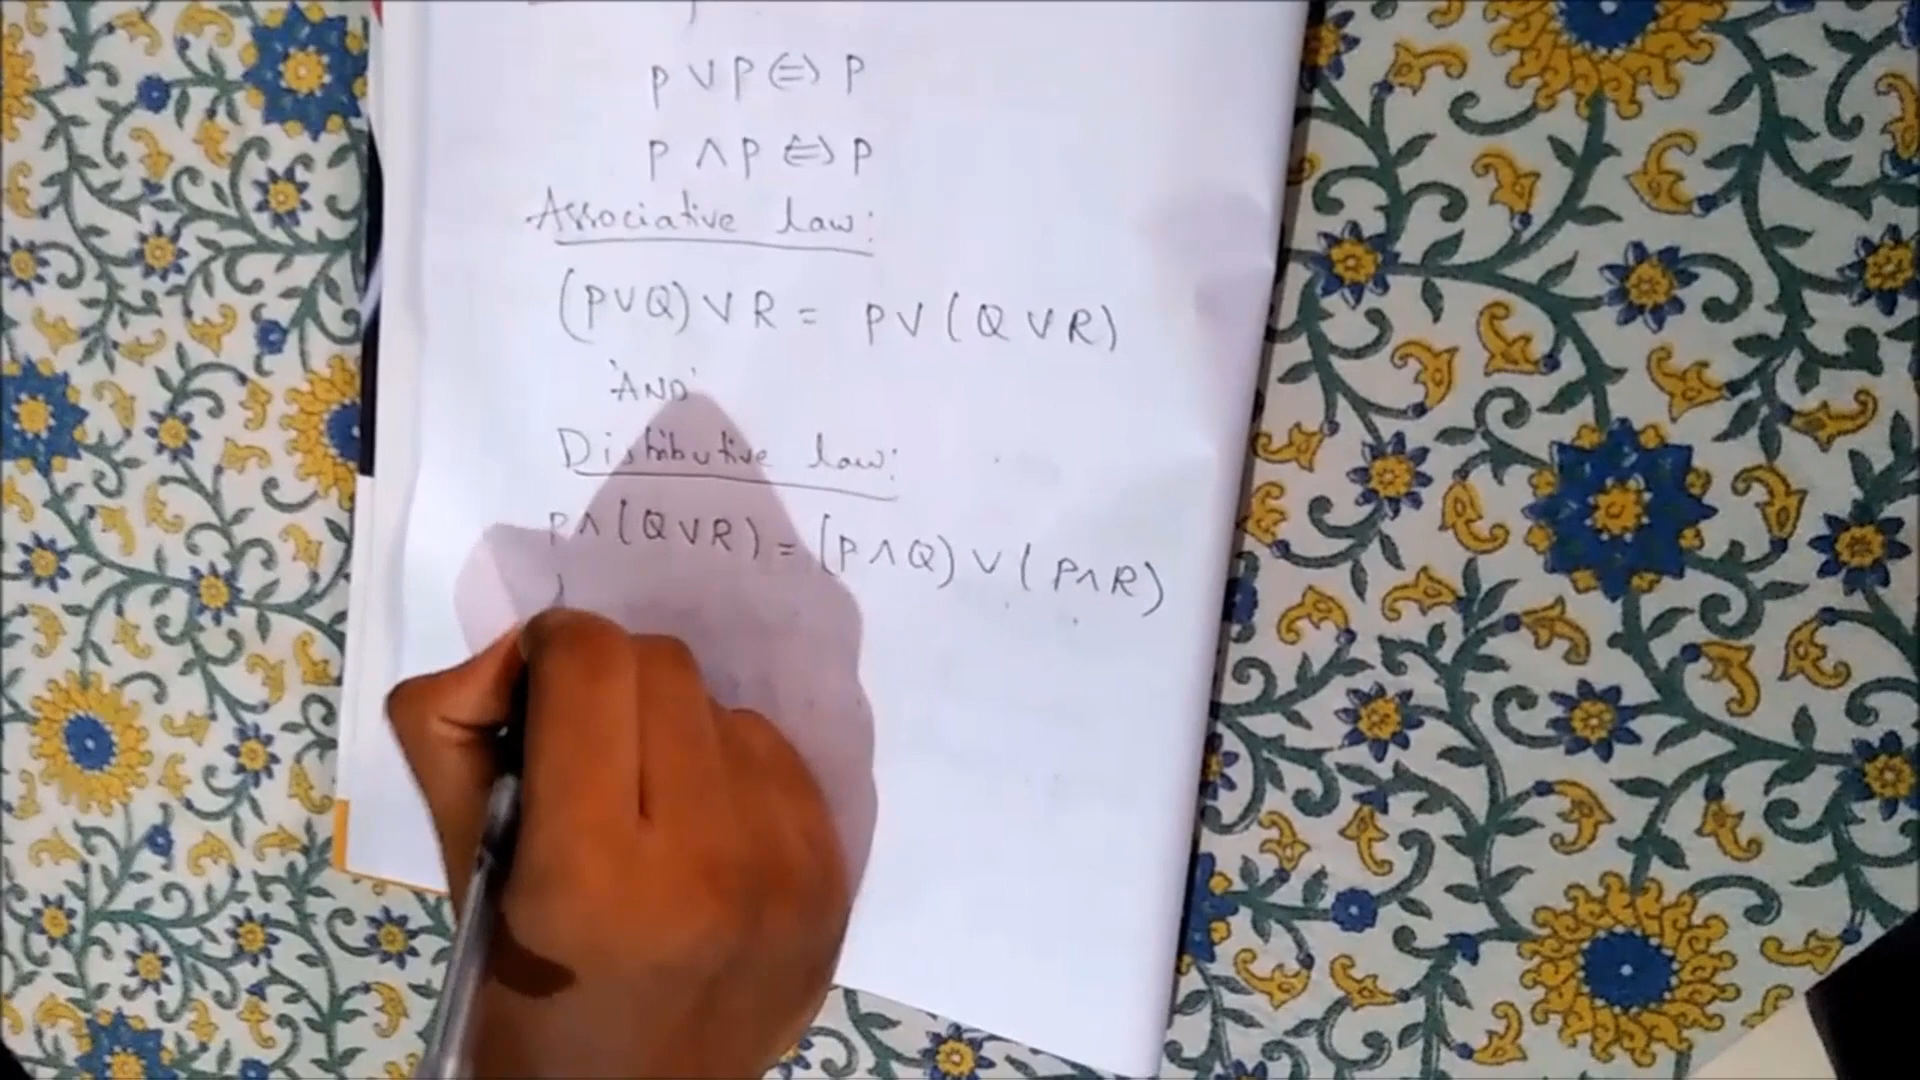 P ∨ P ⇔ P
P ∧ P ⇔ P
Associative law:
(P∨Q) ∨ R = P∨ (Q ∨ R)
'AND'
Distributive law:
P∧ (Q∨R) = (P∧Q) ∨ (P∧R)